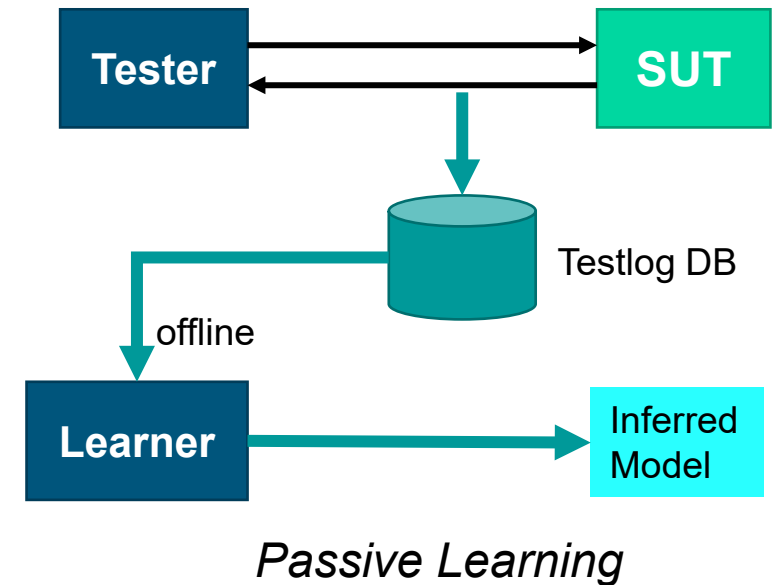 Tester
SUT
Testlog DB
offline
Learner
Inferred
Model
Passive Learning